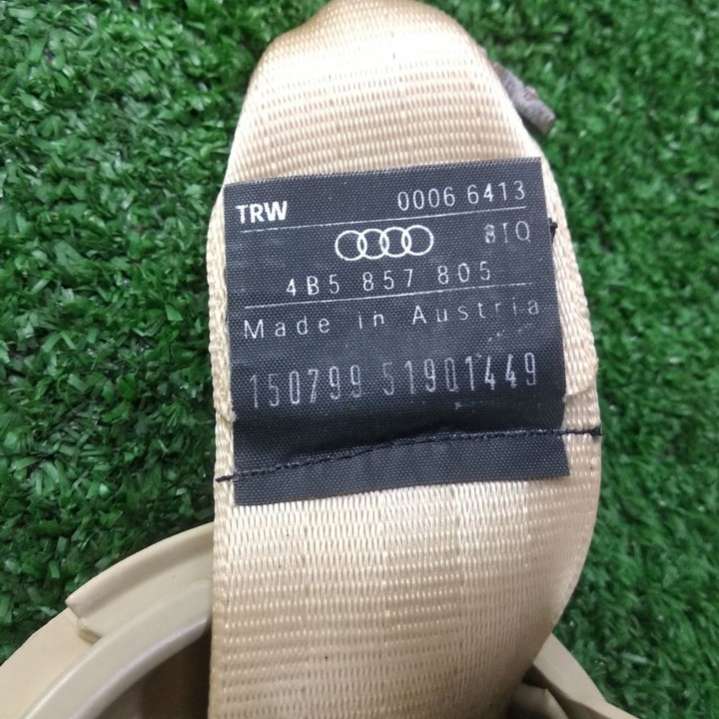 TRW 0006 6413
8IQ
4B5 857 805
Made in Austria
150799 51901449